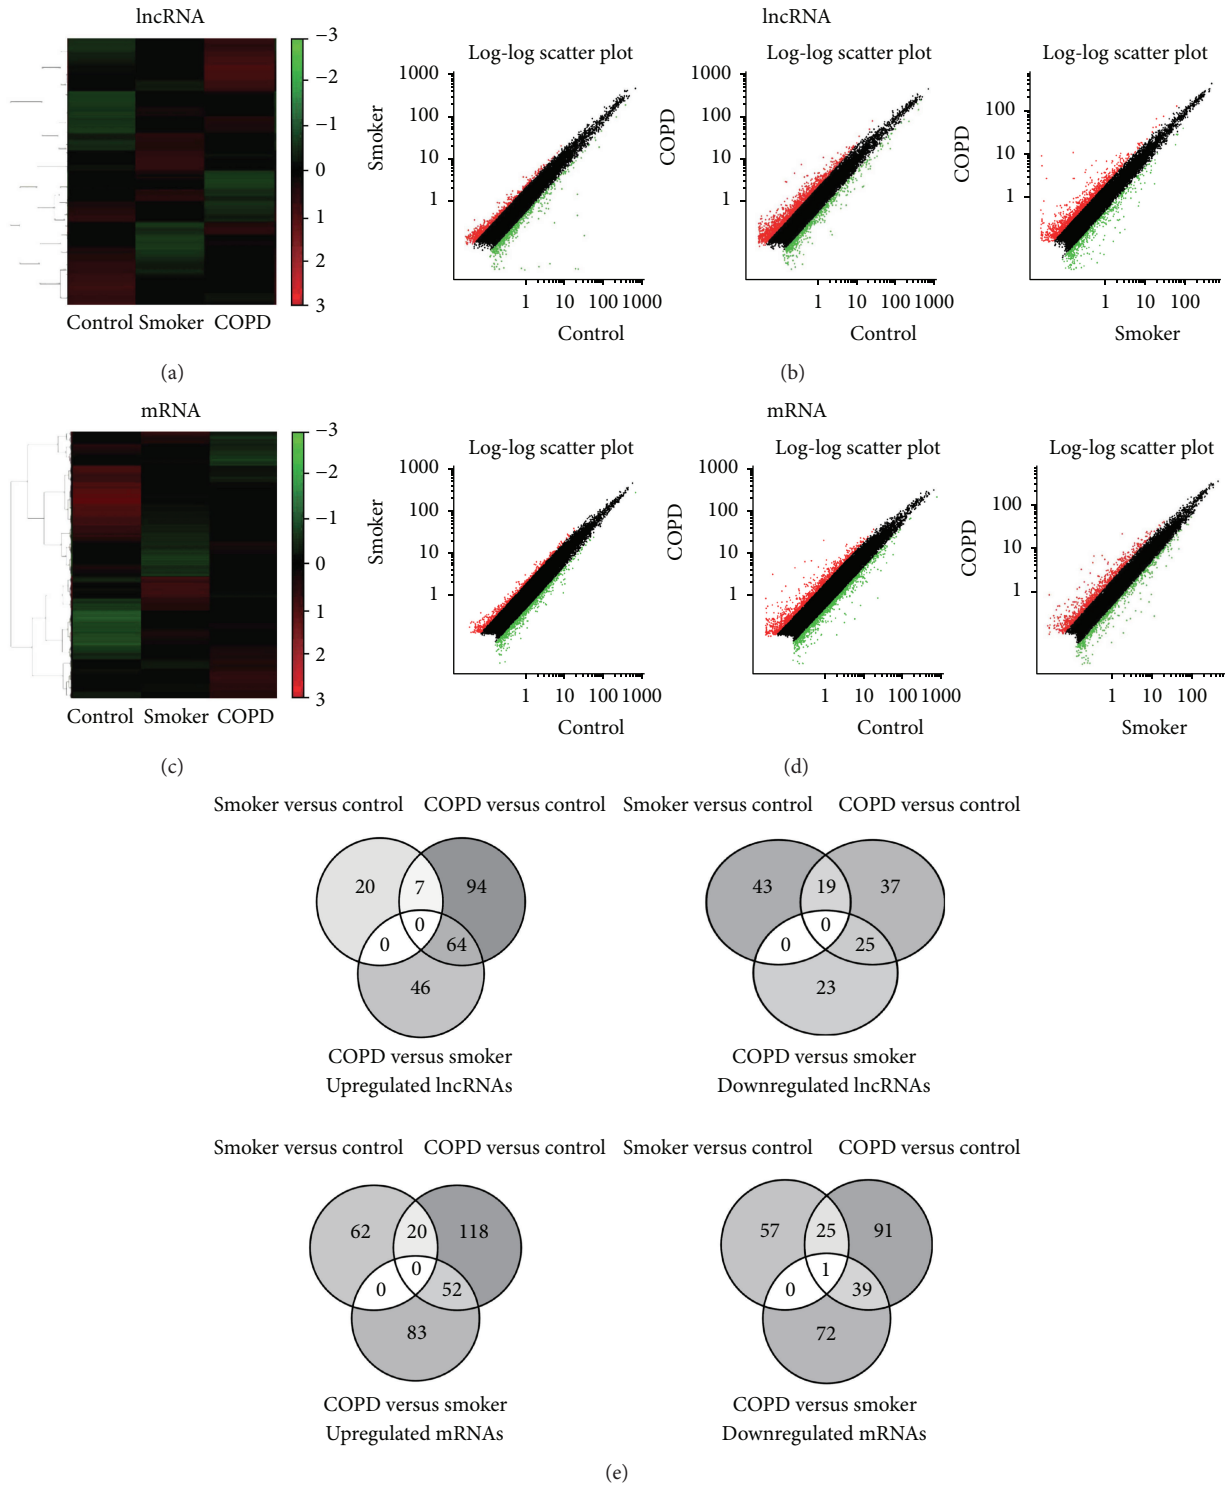 lncRNA
−3
−2
−1
0
1
2
3
Control Smoker COPD
(a)
lncRNA
Log-log scatter plot
Smoker
1000
100
10
1
1 10 100 1000
Control
Log-log scatter plot
COPD
1000
100
10
1
1 10 100 1000
Control
Log-log scatter plot
COPD
100
10
1
1 10 100
Smoker
(b)
mRNA
−3
−2
−1
0
1
2
3
Control Smoker COPD
(c)
mRNA
Log-log scatter plot
Smoker
1000
100
10
1
1 10 100 1000
Control
Log-log scatter plot
COPD
1000
100
10
1
1 10 100 1000
Control
Log-log scatter plot
COPD
100
10
1
1 10 100
Smoker
(d)
Smoker versus control COPD versus control
20 7 94
0
0 64
46
COPD versus smoker
Upregulated lncRNAs
Smoker versus control COPD versus control
43 19 37
0
0 25
23
COPD versus smoker
Downregulated lncRNAs
Smoker versus control COPD versus control
62 20 118
0
0 52
83
COPD versus smoker
Upregulated mRNAs
Smoker versus control COPD versus control
57 25 91
1
0 39
72
COPD versus smoker
Downregulated mRNAs
(e)